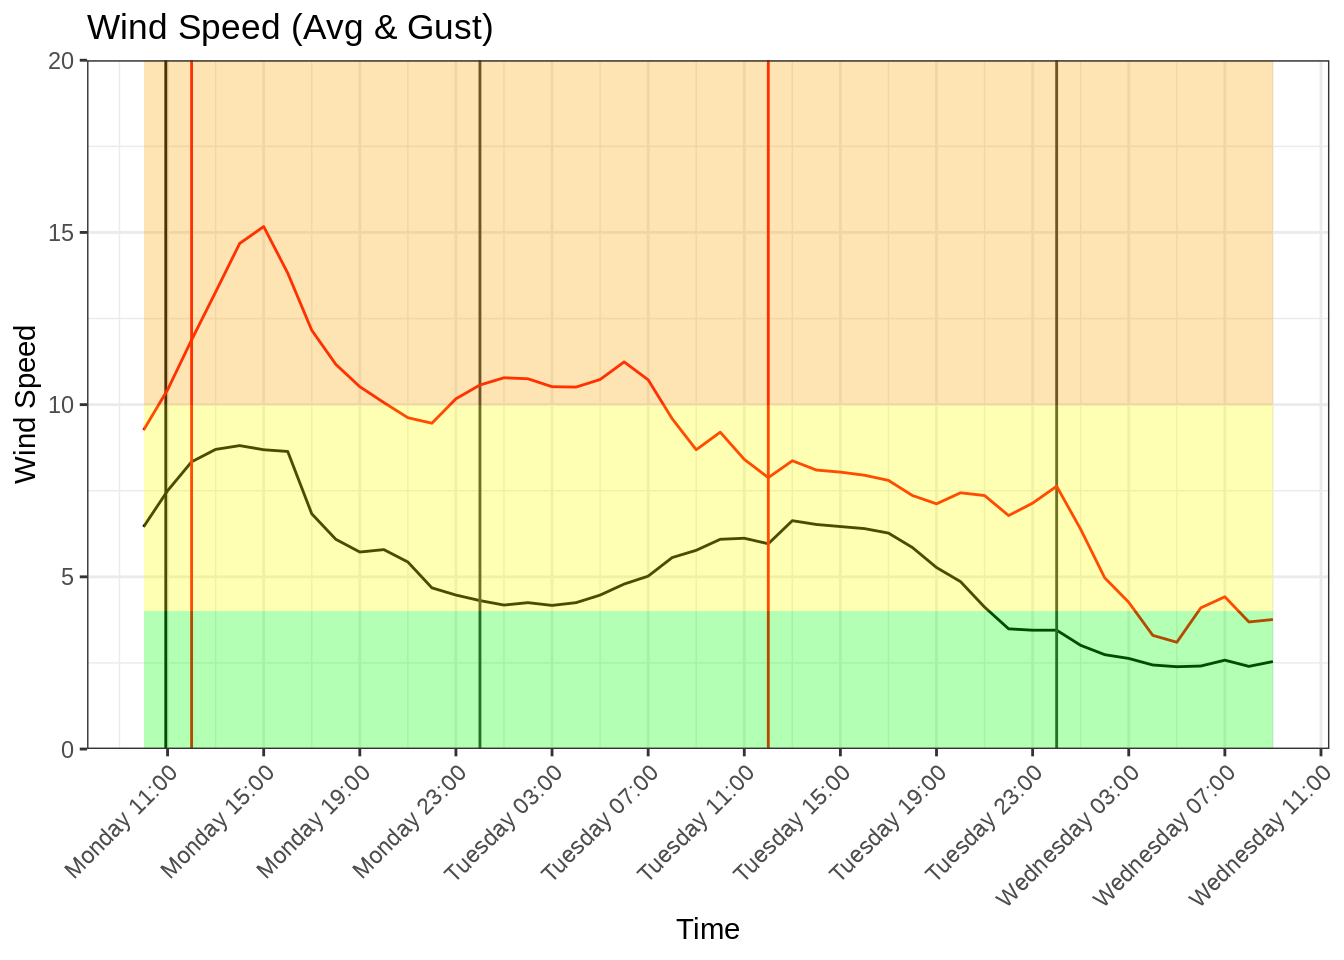 Wind Speed (Avg & Gust)
20
15
10
5
0
Wind Speed
Monday 11:00
Monday 15:00
Monday 19:00
Monday 23:00
Tuesday 03:00
Tuesday 07:00
Tuesday 11:00
Tuesday 15:00
Tuesday 19:00
Tuesday 23:00
Wednesday 03:00
Wednesday 07:00
Wednesday 11:00
Time